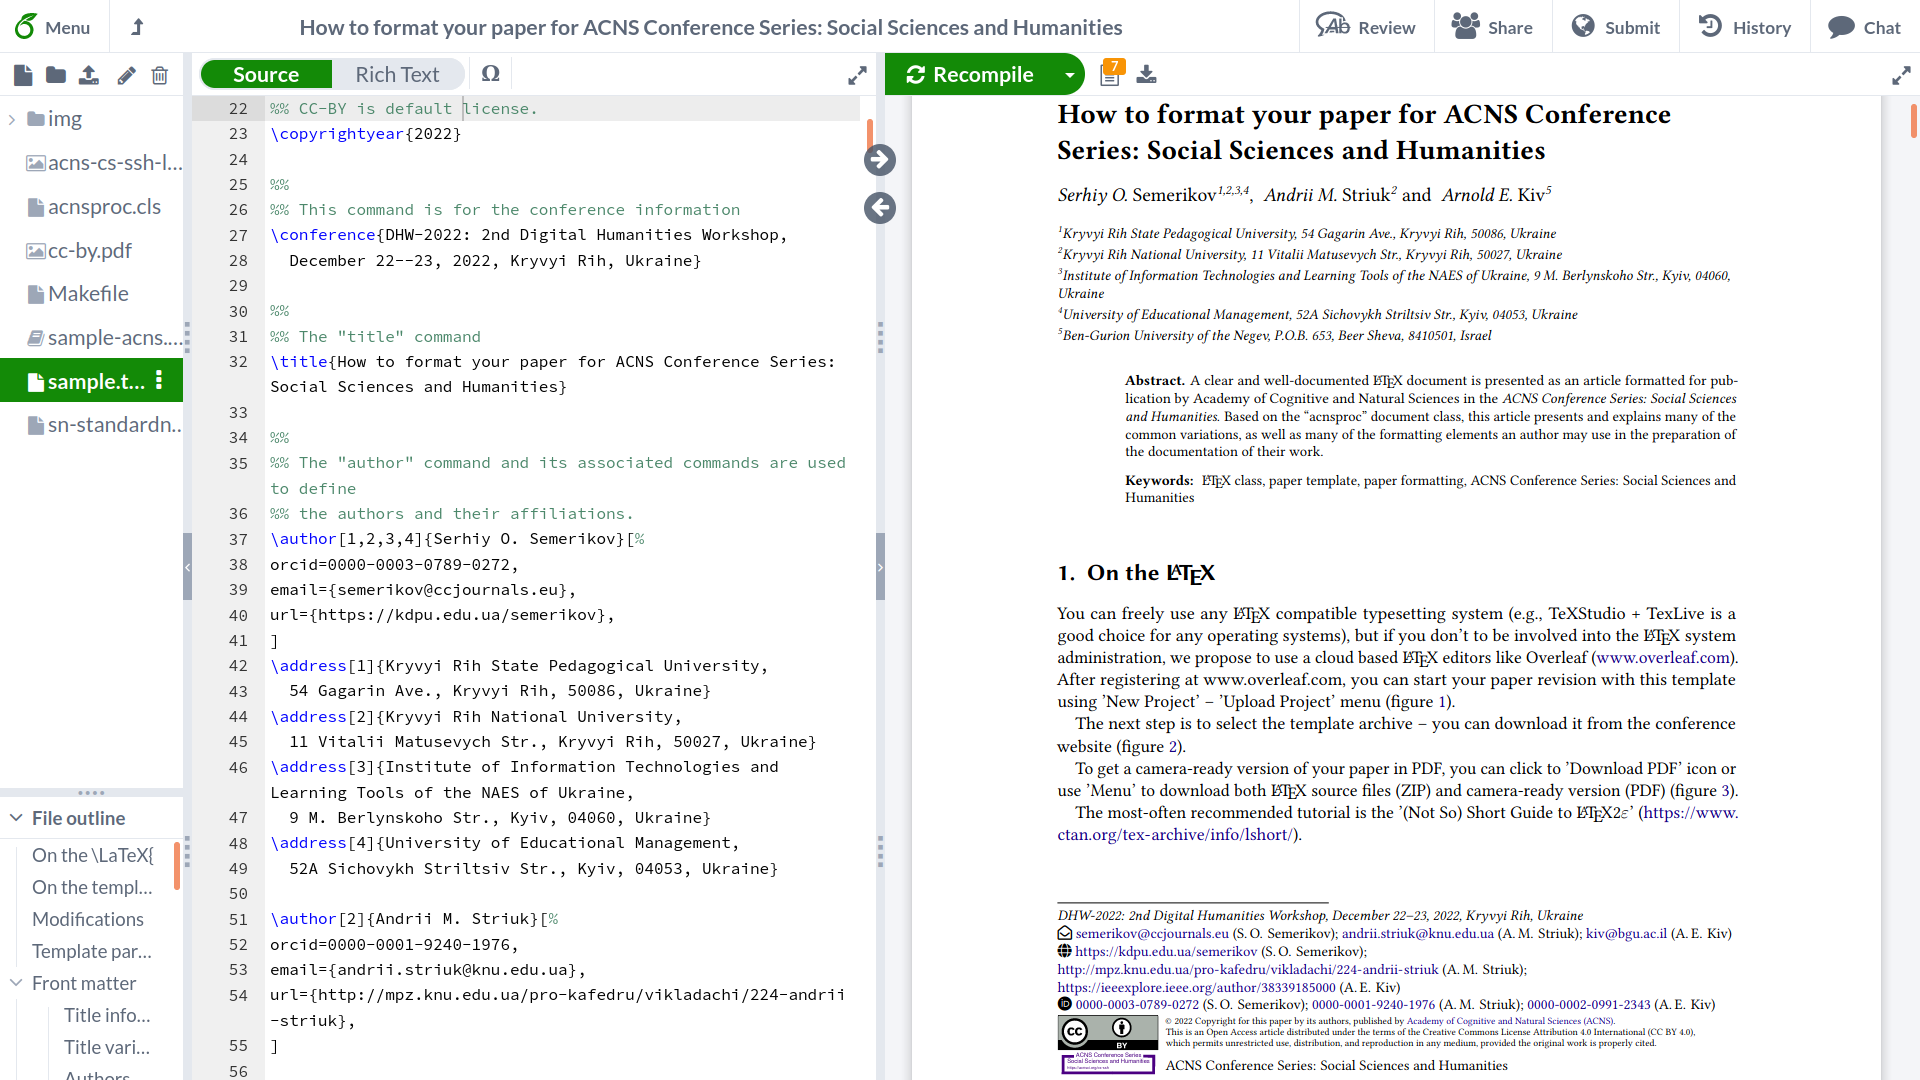 Menu
How to format your paper for ACNS Conference Series: Social Sciences and Humanities
Review
Share
Submit
History
Chat
Source
Rich Text
Ω
Recompile
7
img
acns-cs-ssh-l...
acnsproc.cls
cc-by.pdf
Makefile
sample-acns....
sample.t...
sn-standardn..
File outline
On the \LaTeX{
On the templ...
Modifications
Template par...
Front matter
Title info...
Title vari...
Authors
22 %% CC-BY is default license.
23 \copyrightyear{2022}
24
25 %%
26 %% This command is for the conference information
27 \conference{DHW-2022: 2nd Digital Humanities Workshop,
28 December 22--23, 2022, Kryvyi Rih, Ukraine}
29
30 %%
31 %% The "title" command
32 \title{How to format your paper for ACNS Conference Series:
Social Sciences and Humanities}
33
34 %%
35 %% The "author" command and its associated commands are used
to define
36 %% the authors and their affiliations.
37 \author[1,2,3,4]{Serhiy O. Semerikov}[%
38 orcid=0000-0003-0789-0272,
39 email={semerikov@ccjournals.eu},
40 url={https://kdpu.edu.ua/semerikov},
41 ]
42 \address[1]{Kryvyi Rih State Pedagogical University,
43 54 Gagarin Ave., Kryvyi Rih, 50086, Ukraine}
44 \address[2]{Kryvyi Rih National University,
45 11 Vitalii Matusevych Str., Kryvyi Rih, 50027, Ukraine}
46 \address[3]{Institute of Information Technologies and
Learning Tools of the NAES of Ukraine,
47 9 M. Berlynskoho Str., Kyiv, 04060, Ukraine}
48 \address[4]{University of Educational Management,
49 52A Sichovykh Striltsiv Str., Kyiv, 04053, Ukraine}
50
51 \author[2]{Andrii M. Striuk}[%
52 orcid=0000-0001-9240-1976,
53 email={andrii.striuk@knu.edu.ua},
54 url={http://mpz.knu.edu.ua/pro-kafedru/vikladachi/224-andrii
-striuk},
55 ]
56
How to format your paper for ACNS Conference
Series: Social Sciences and Humanities
Serhiy O. Semerikov1,2,3,4, Andrii M. Striuk2 and Arnold E. Kiv5
1Kryvyi Rih State Pedagogical University, 54 Gagarin Ave., Kryvyi Rih, 50086, Ukraine
2Kryvyi Rih National University, 11 Vitalii Matusevych Str., Kryvyi Rih, 50027, Ukraine
3Institute of Information Technologies and Learning Tools of the NAES of Ukraine, 9 M. Berlynskoho Str., Kyiv, 04060,
Ukraine
4University of Educational Management, 52A Sichovykh Striltsiv Str., Kyiv, 04053, Ukraine
5Ben-Gurion University of the Negev, P.O.B. 653, Beer Sheva, 8410501, Israel
Abstract. A clear and well-documented LATEX document is presented as an article formatted for pub-
lication by Academy of Cognitive and Natural Sciences in the ACNS Conference Series: Social Sciences
and Humanities. Based on the “acnsproc” document class, this article presents and explains many of the
common variations, as well as many of the formatting elements an author may use in the preparation of
the documentation of their work.
Keywords: LATEX class, paper template, paper formatting, ACNS Conference Series: Social Sciences and
Humanities
1. On the LATEX
You can freely use any LATEX compatible typesetting system (e.g., TeXStudio + TexLive is a
good choice for any operating systems), but if you don’t to be involved into the LATEX system
administration, we propose to use a cloud based LATEX editors like Overleaf (www.overleaf.com).
After registering at www.overleaf.com, you can start your paper revision with this template
using ’New Project’ – ’Upload Project’ menu (figure 1).
The next step is to select the template archive – you can download it from the conference
website (figure 2).
To get a camera-ready version of your paper in PDF, you can click to ’Download PDF’ icon or
use ’Menu’ to download both LATEX source files (ZIP) and camera-ready version (PDF) (figure 3).
The most-often recommended tutorial is the ’(Not So) Short Guide to LATEX2ε’ (https://www.
ctan.org/tex-archive/info/lshort/).
DHW-2022: 2nd Digital Humanities Workshop, December 22–23, 2022, Kryvyi Rih, Ukraine
semerikov@ccjournals.eu (S. O. Semerikov); andrii.striuk@knu.edu.ua (A. M. Striuk); kiv@bgu.ac.il (A. E. Kiv)
https://kdpu.edu.ua/semerikov (S. O. Semerikov);
http://mpz.knu.edu.ua/pro-kafedru/vikladachi/224-andrii-striuk (A. M. Striuk);
https://ieeexplore.ieee.org/author/38339185000 (A. E. Kiv)
iD 0000-0003-0789-0272 (S. O. Semerikov); 0000-0001-9240-1976 (A. M. Striuk); 0000-0002-0991-2343 (A. E. Kiv)
cc BY
© 2022 Copyright for this paper by its authors, published by Academy of Cognitive and Natural Sciences (ACNS).
This is an Open Access article distributed under the terms of the Creative Commons License Attribution 4.0 International (CC BY 4.0),
which permits unrestricted use, distribution, and reproduction in any medium, provided the original work is properly cited.
ACNS Conference Series
Social Sciences and Humanities
ACNS Conference Series: Social Sciences and Humanities